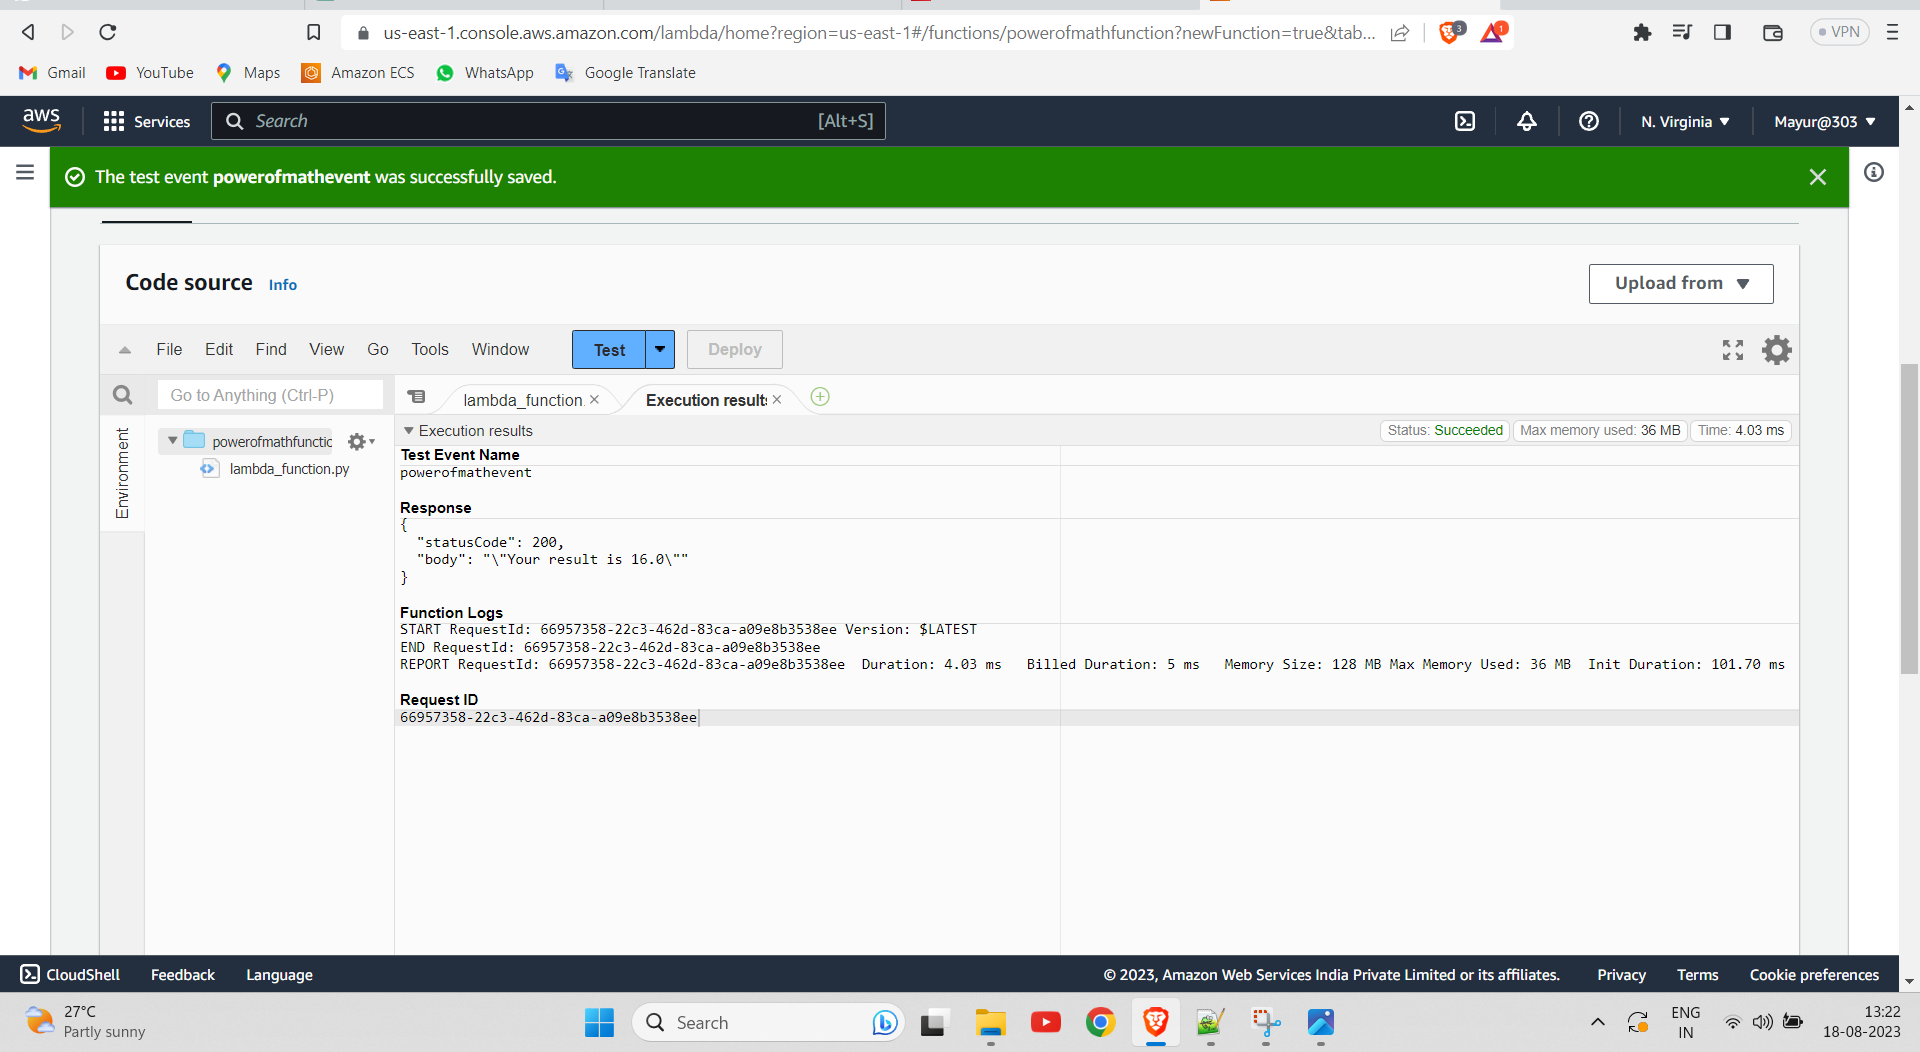 us-east-1.console.aws.amazon.com/lambda/home?region=us-east-1#/functions/powerofmathfunction?newFunction=true&tab...
3
1
VPN
Gmail
YouTube
Maps
Amazon ECS
WhatsApp
Google Translate
aws
Services
Search
[Alt+S]
N. Virginia
Mayur@303
The test event powerofmathevent was successfully saved.
Code source
Info
Upload from
File
Edit
Find
View
Go
Tools
Window
Test
Deploy
Go to Anything (Ctrl-P)
lambda_function.
Execution results
Environment
powerofmathfunctio
lambda_function.py
Execution results
Status: Succeeded
Max memory used: 36 MB
Time: 4.03 ms
Test Event Name
powerofmathevent
Response
{
"statusCode": 200,
"body": "\"Your result is 16.0\""
}
Function Logs
START RequestId: 66957358-22c3-462d-83ca-a09e8b3538ee Version: $LATEST
END RequestId: 66957358-22c3-462d-83ca-a09e8b3538ee
REPORT RequestId: 66957358-22c3-462d-83ca-a09e8b3538ee Duration: 4.03 ms Billed Duration: 5 ms Memory Size: 128 MB Max Memory Used: 36 MB Init Duration: 101.70 ms
Request ID
66957358-22c3-462d-83ca-a09e8b3538ee
CloudShell
Feedback
Language
© 2023, Amazon Web Services India Private Limited or its affiliates.
Privacy
Terms
Cookie preferences
27°C
Partly sunny
Search
ENG
IN
13:22
18-08-2023